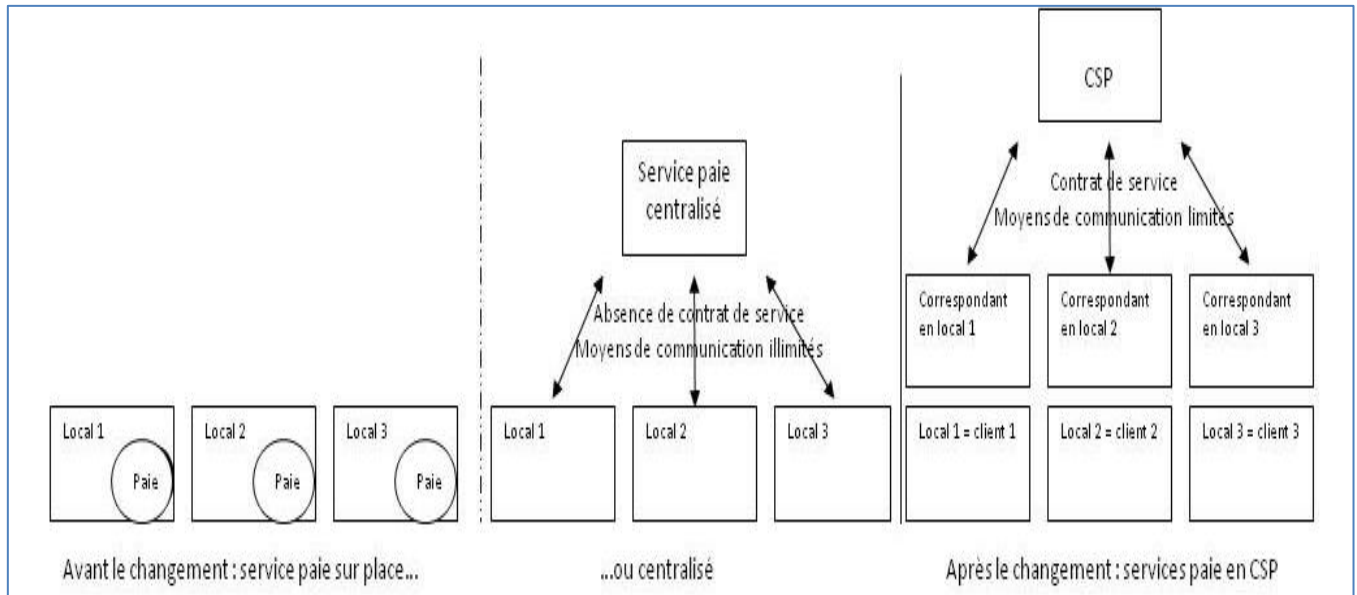 Local 1
Paie
Local 2
Paie
Local 3
Paie
Avant le changement : service paie sur place...
Service paie
centralisé
Absence de contrat de service
Moyens de communication illimités
Local 1
Local 2
Local 3
...ou centralisé
CSP
Contrat de service
Moyens de communication limités
Correspondant
en local 1
Correspondant
en local 2
Correspondant
en local 3
Local 1 = client 1
Local 2 = client 2
Local 3 = client 3
Après le changement : services paie en CSP